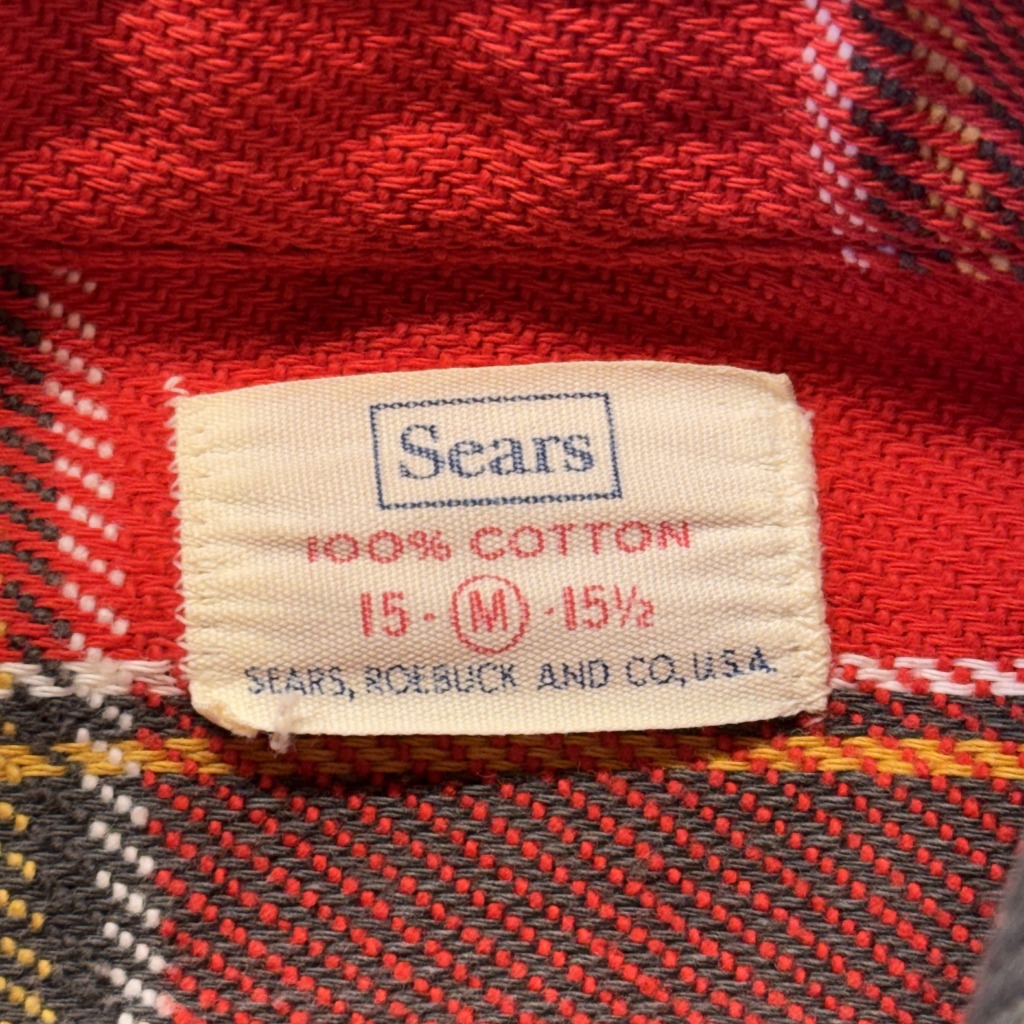 Sears
100% COTTON
15 · M · 15½
SEARS, ROEBUCK AND CO., U.S.A.